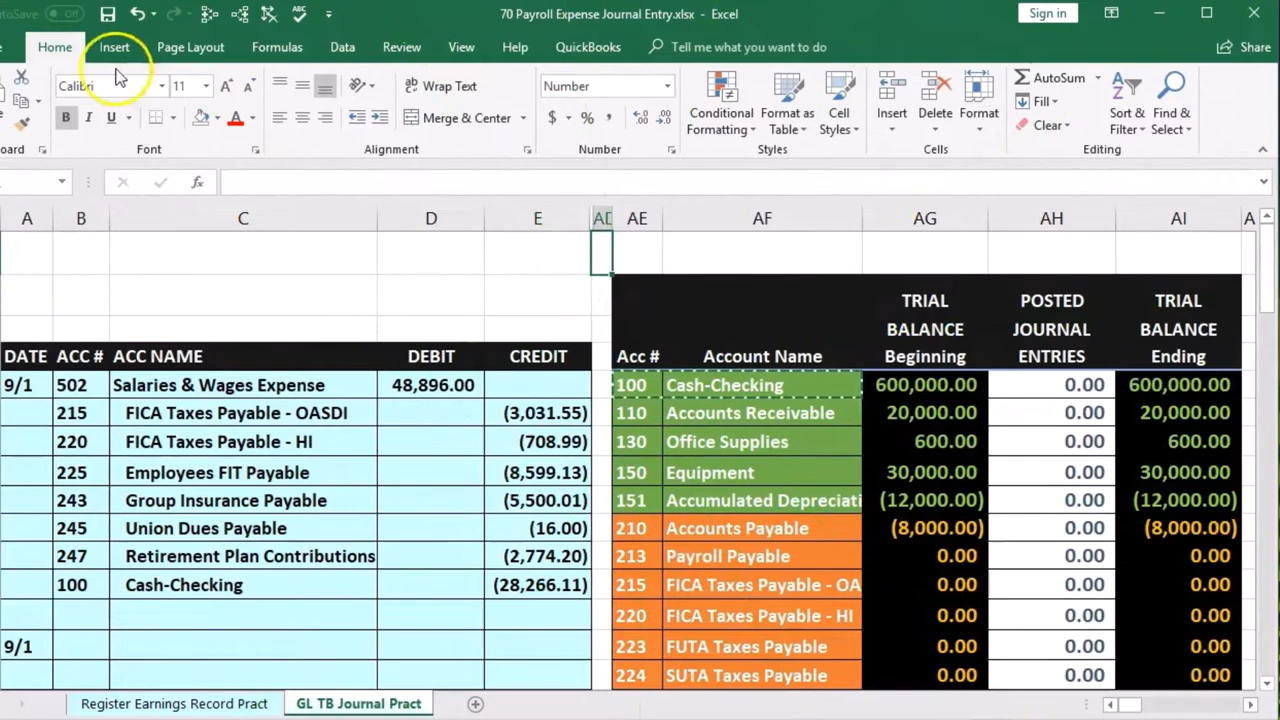 AutoSave Off 70 Payroll Expense Journal Entry.xlsx - Excel Sign in
Home Insert Page Layout Formulas Data Review View Help QuickBooks Tell me what you want to do Share
Calibri 11 Wrap Text Number AutoSum
Fill
B I U A Merge & Center $ % , Conditional Formatting Format as Table Cell Styles Insert Delete Format Clear Sort & Filter Find & Select
Font Alignment Number Styles Cells Editing
fx
A B C D E AD AE AF AG AH AI
TRIAL POSTED TRIAL
BALANCE JOURNAL BALANCE
DATE ACC # ACC NAME DEBIT CREDIT Acc # Account Name Beginning ENTRIES Ending
9/1 502 Salaries & Wages Expense 48,896.00 100 Cash-Checking 600,000.00 0.00 600,000.00
215 FICA Taxes Payable - OASDI (3,031.55) 110 Accounts Receivable 20,000.00 0.00 20,000.00
220 FICA Taxes Payable - HI (708.99) 130 Office Supplies 600.00 0.00 600.00
225 Employees FIT Payable (8,599.13) 150 Equipment 30,000.00 0.00 30,000.00
243 Group Insurance Payable (5,500.01) 151 Accumulated Depreciati (12,000.00) 0.00 (12,000.00)
245 Union Dues Payable (16.00) 210 Accounts Payable (8,000.00) 0.00 (8,000.00)
247 Retirement Plan Contributions (2,774.20) 213 Payroll Payable 0.00 0.00 0.00
100 Cash-Checking (28,266.11) 215 FICA Taxes Payable - OA 0.00 0.00 0.00
220 FICA Taxes Payable - HI 0.00 0.00 0.00
9/1 223 FUTA Taxes Payable 0.00 0.00 0.00
224 SUTA Taxes Payable 0.00 0.00 0.00
Register Earnings Record Pract GL TB Journal Pract